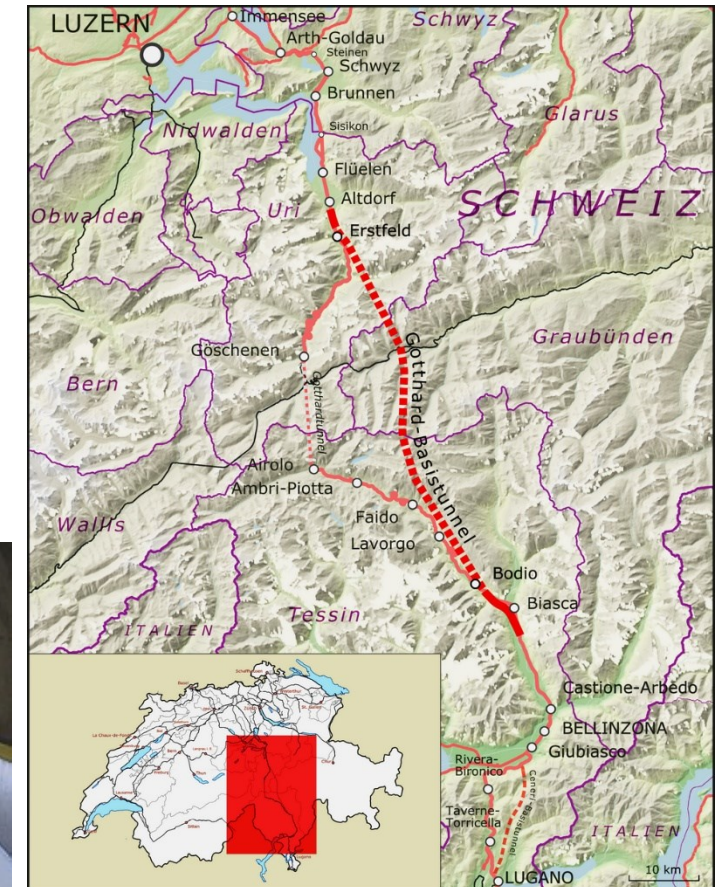 Immensee
LUZERN
Schwyz
Arth-Goldau
Steinen
Schwyz
Brunnen
Nidwalden
Sisikon
Glarus
Flüelen
Altdorf
SCHWEIZ
Obwalden
Uri
Erstfeld
Göschenen
Gotthard-Basistunnel
Graubünden
Bern
Gotthardtunnel
Airolo
Ambri-Piotta
Faido
Wallis
Lavorgo
Bodio
Biasca
Tessin
ITALIEN
Castione-Arbedo
BELLINZONA
Giubiasco
Rivera-
Bironico
Ceneri-Basistunnel
Taverne-
Torricella
ITALIEN
LUGANO
10 km